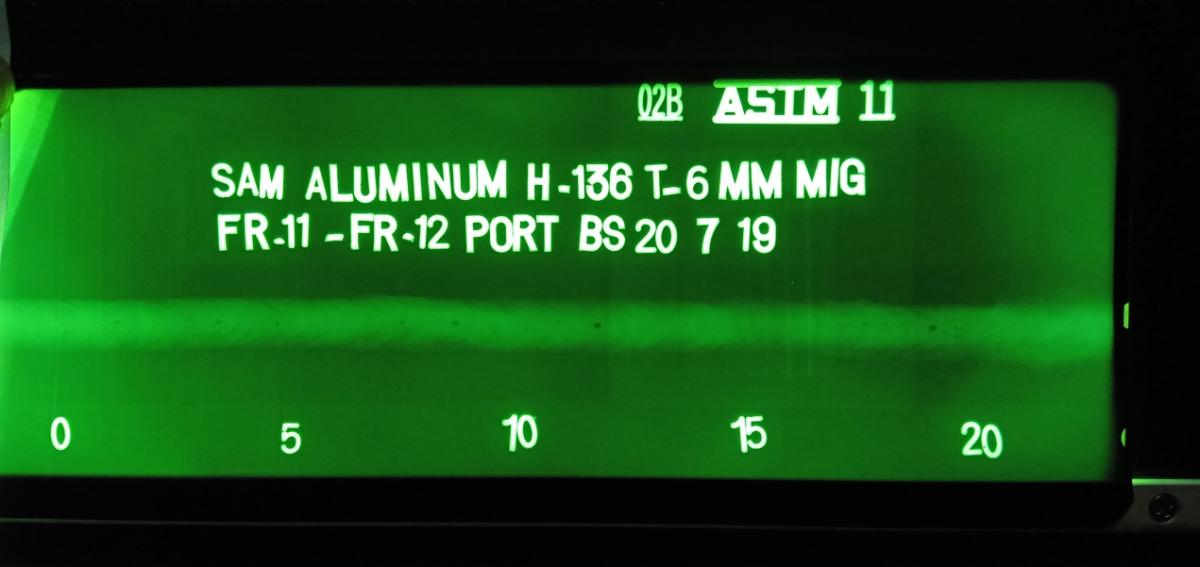 02B ASTM 11
SAM ALUMINUM H-136 T-6 MM MIG
FR-11 -FR-12 PORT BS 20 7 19
0 5 10 15 20